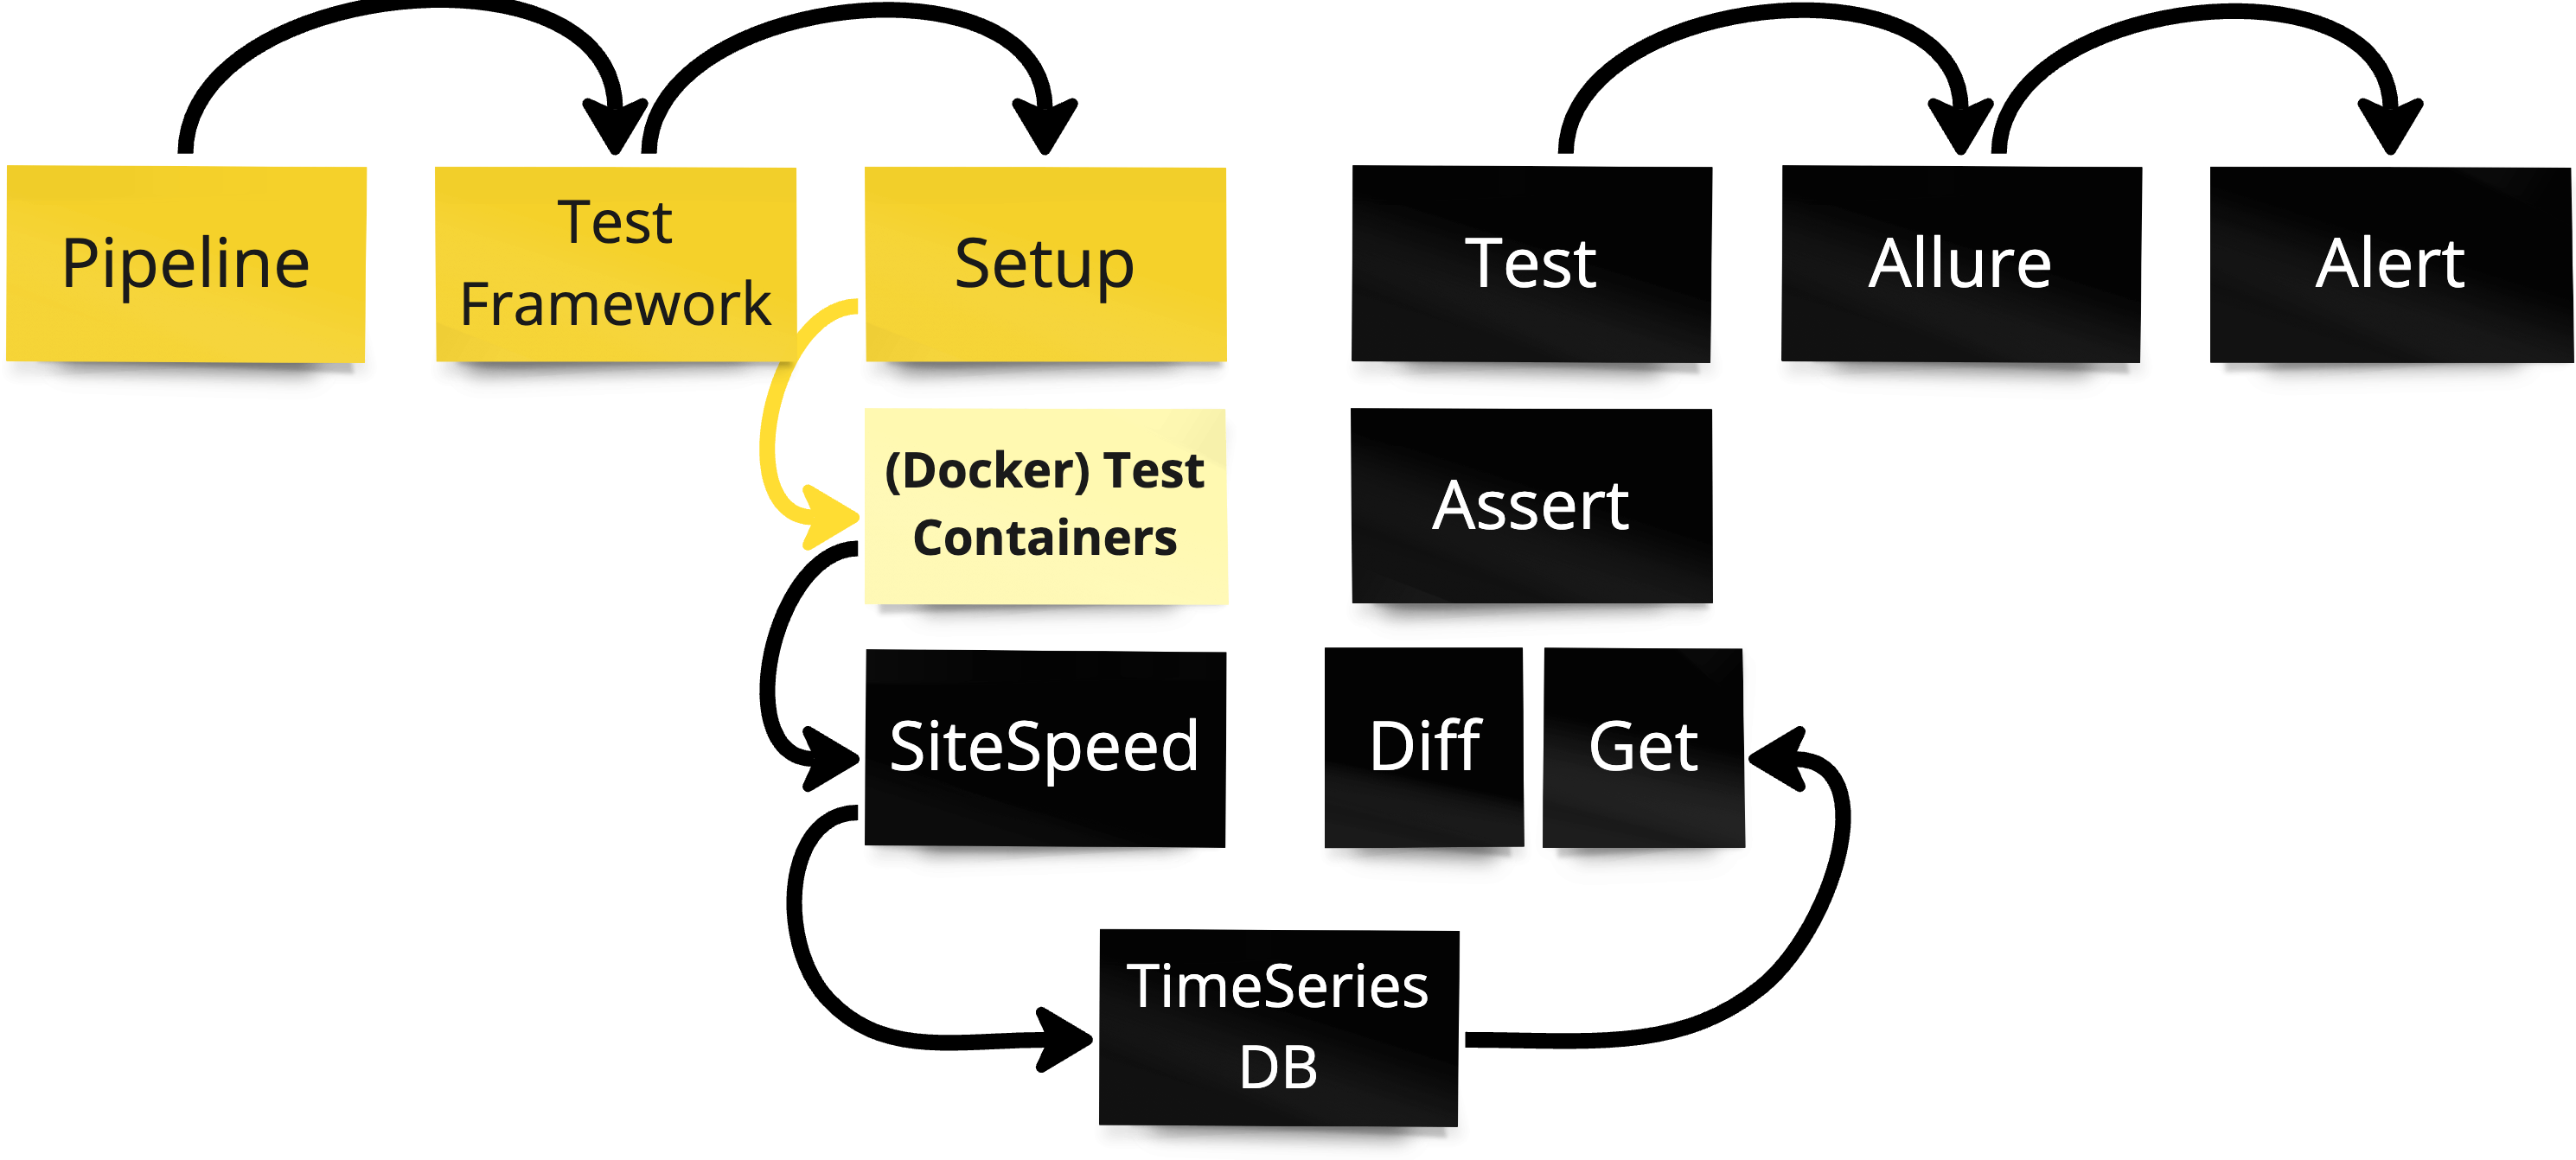 Pipeline
Test
Framework
Setup
Test
Allure
Alert
(Docker) Test
Containers
Assert
SiteSpeed
Diff
Get
TimeSeries
DB